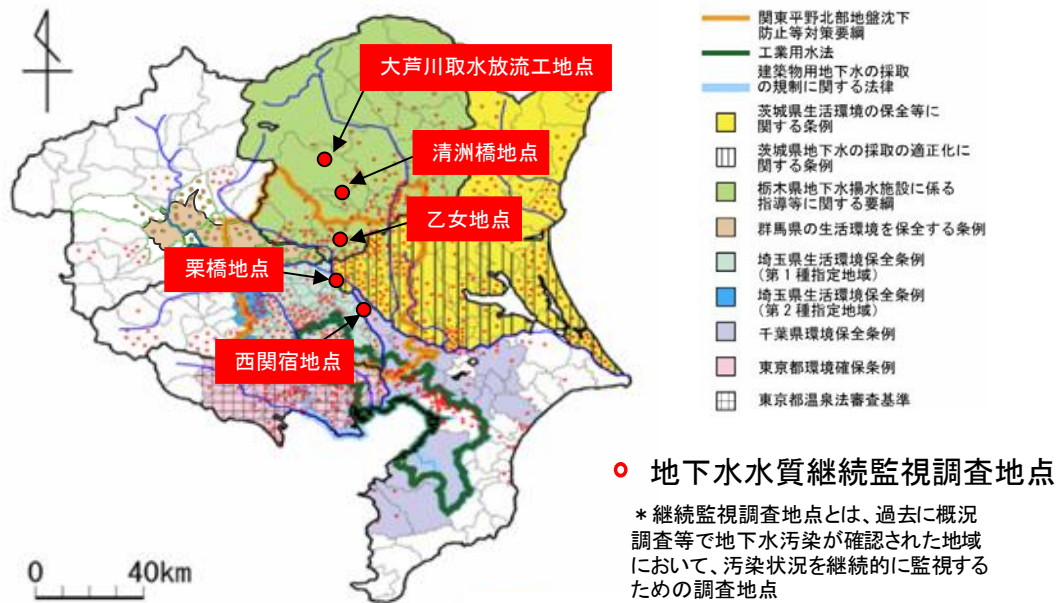 大芦川取水放流工地点
清洲橋地点
乙女地点
栗橋地点
西関宿地点
0 40km
関東平野北部地盤沈下
防止等対策要綱
工業用水法
建築物用地下水の採取
の規制に関する法律
茨城県生活環境の保全等に
関する条例
茨城県地下水の採取の適正化に
関する条例
栃木県地下水揚水施設に係る
指導等に関する要綱
群馬県の生活環境を保全する条例
埼玉県生活環境保全条例
(第1種指定地域)
埼玉県生活環境保全条例
(第2種指定地域)
千葉県環境保全条例
東京都環境確保条例
東京都温泉法審査基準
地下水水質継続監視調査地点
*継続監視調査地点とは、過去に概況
調査等で地下水汚染が確認された地域
において、汚染状況を継続的に監視する
ための調査地点